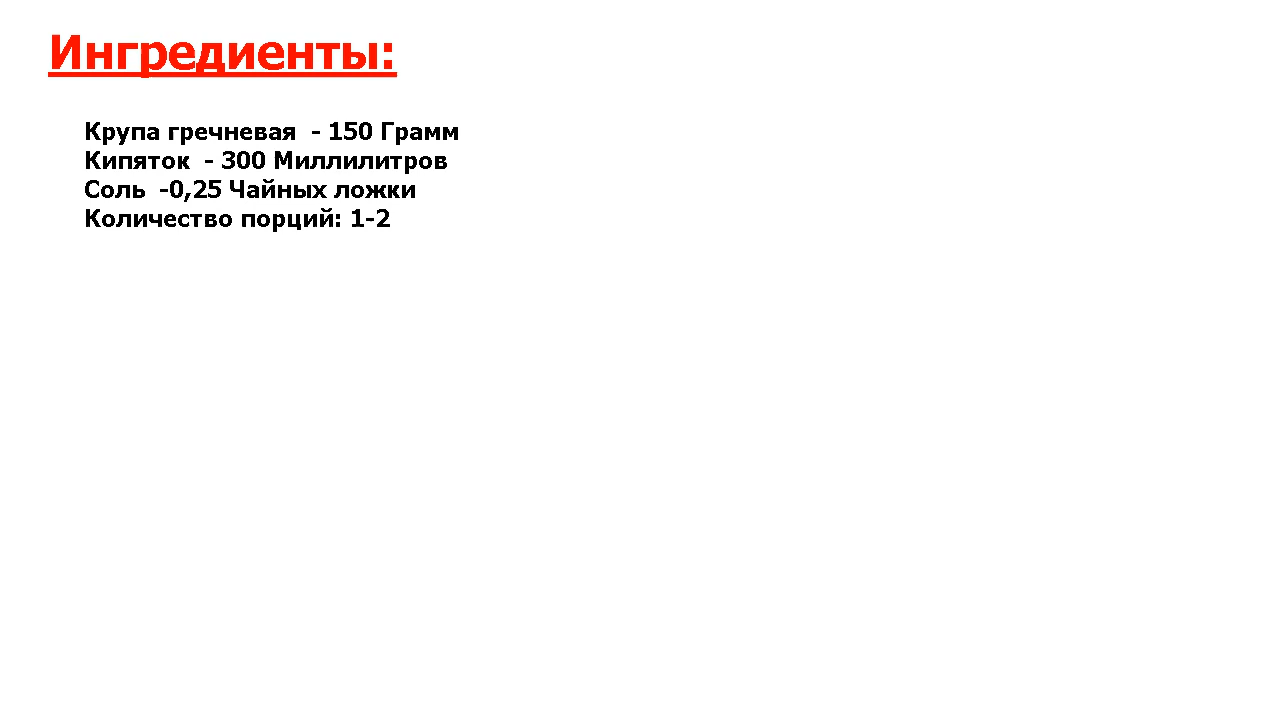 Ингредиенты:
Крупа гречневая  - 150 Грамм
Кипяток  - 300 Миллилитров
Соль  -0,25 Чайных ложки
Количество порций: 1-2